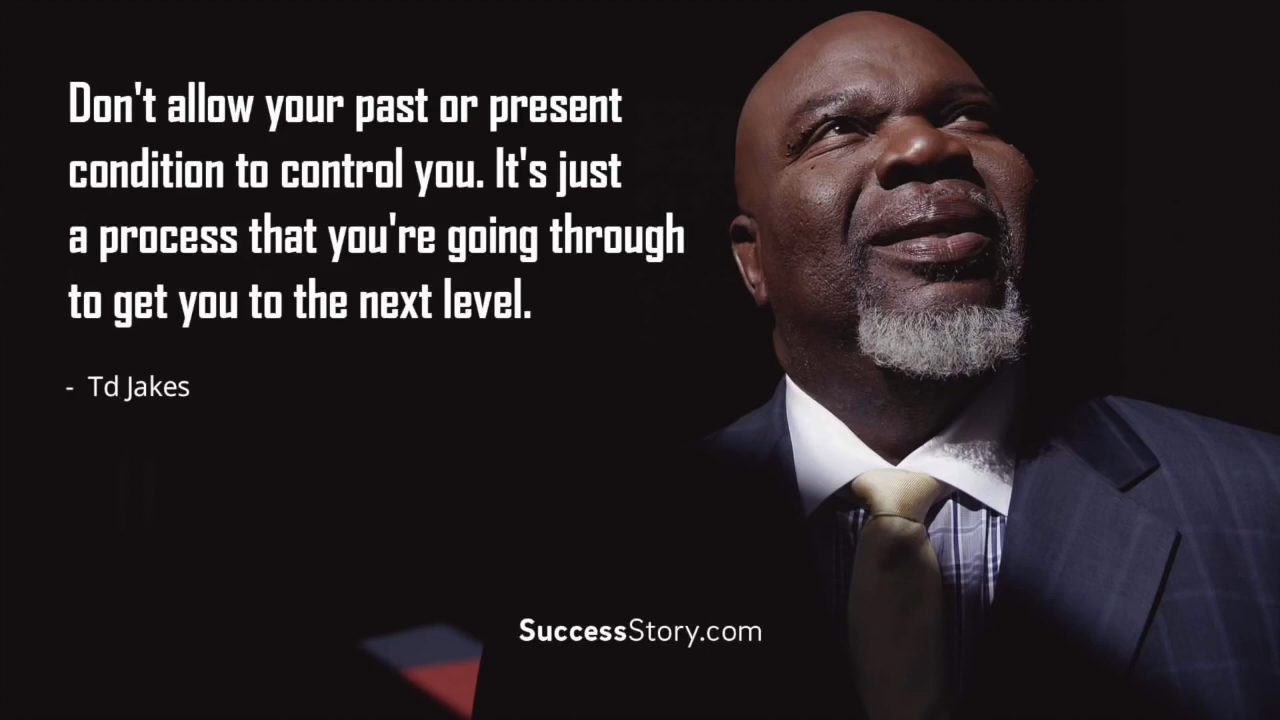 Don't allow your past or present
condition to control you. It's just
a process that you're going through
to get you to the next level.
- Td Jakes
SuccessStory.com